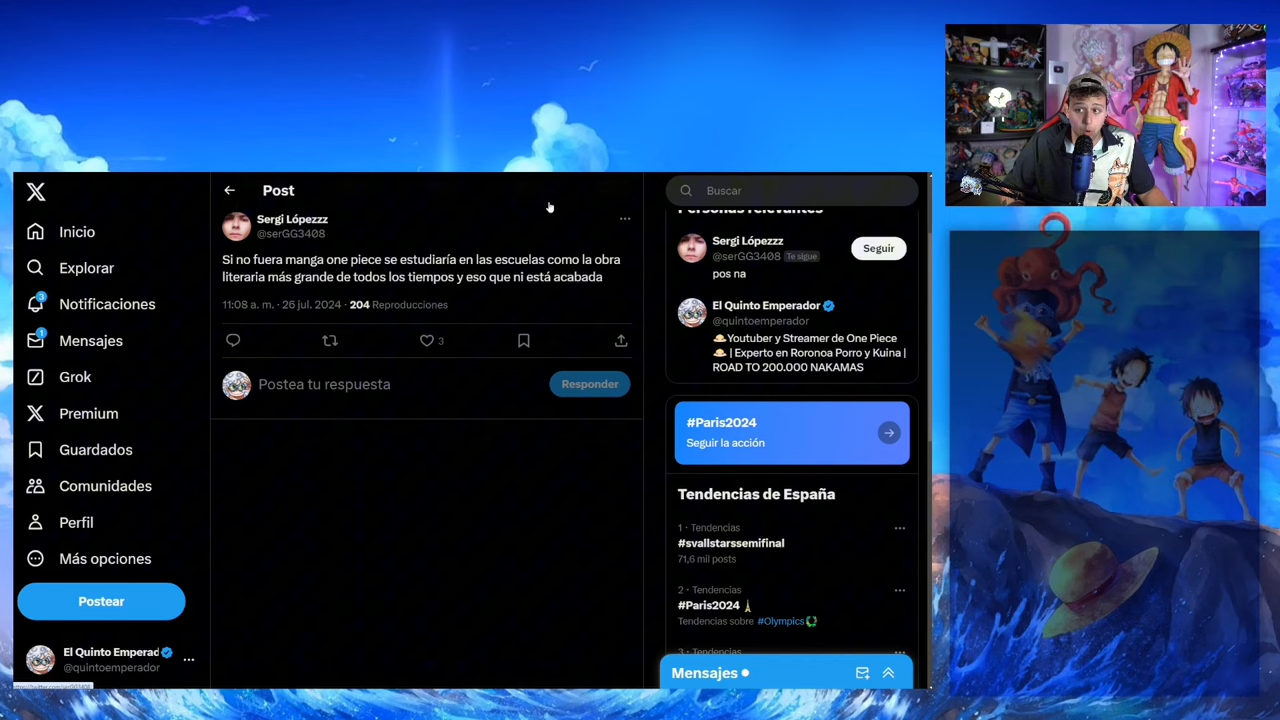 Inicio
Explorar
3
Notificaciones
1
Mensajes
Grok
Premium
Guardados
Comunidades
Perfil
Más opciones
Postear
El Quinto Emperad
@quintoemperador
Post
Sergi Lópezzz
@serGG3408
Si no fuera manga one piece se estudiaría en las escuelas como la obra
literaria más grande de todos los tiempos y eso que ni está acabada
11:08 a. m. · 26 jul. 2024 · 204 Reproducciones
3
Postea tu respuesta
Responder
Buscar
Personas relevantes
Sergi Lópezzz
@serGG3408 Te sigue
Seguir
pos na
El Quinto Emperador
@quintoemperador
Youtuber y Streamer de One Piece
| Experto en Roronoa Porro y Kuina |
ROAD TO 200.000 NAKAMAS
#Paris2024
Seguir la acción
Tendencias de España
1 · Tendencias
#svallstarssemifinal
71,6 mil posts
2 · Tendencias
#Paris2024
Tendencias sobre #Olympics
3 · Tendencias
Mensajes